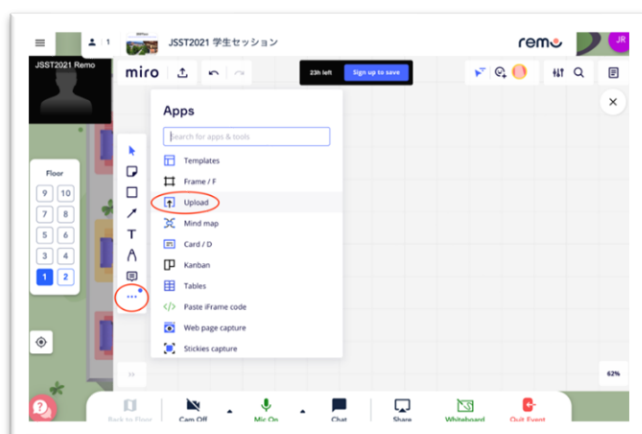 1 JSST2021 学生セッション remo JR
JSST2021 Remo
miro 23h left Sign up to save
Apps
Search for apps & tools
Templates
Frame / F
Upload
Mind map
Card / D
Kanban
Tables
</> Paste iFrame code
Web page capture
Stickies capture
T
Floor
9 10
7 8
5 6
3 4
1 2
62%
?
Back to Floor Cam Off Mic On Chat Share Whiteboard Quit Event